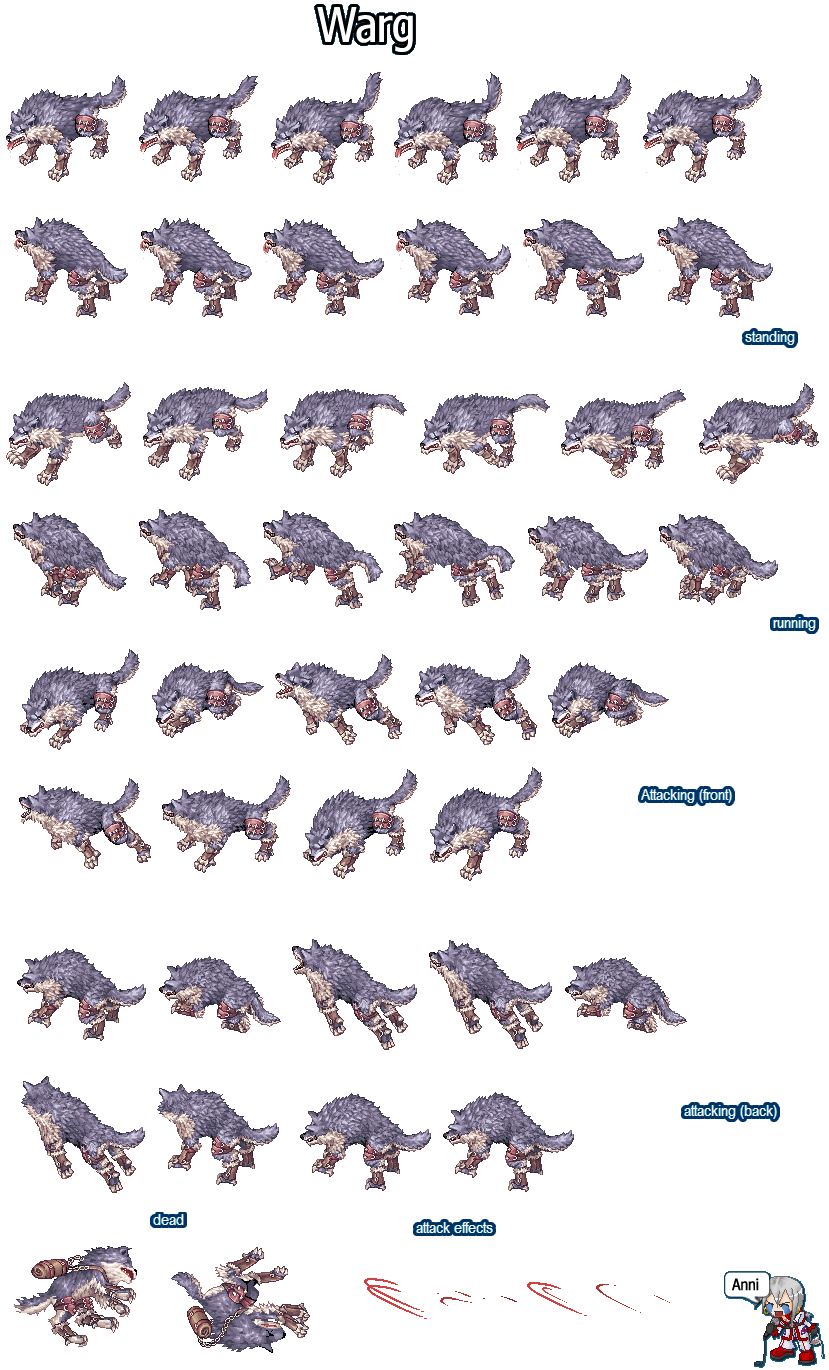 Warg
standing
running
Attacking (front)
attacking (back)
dead
attack effects
Anni